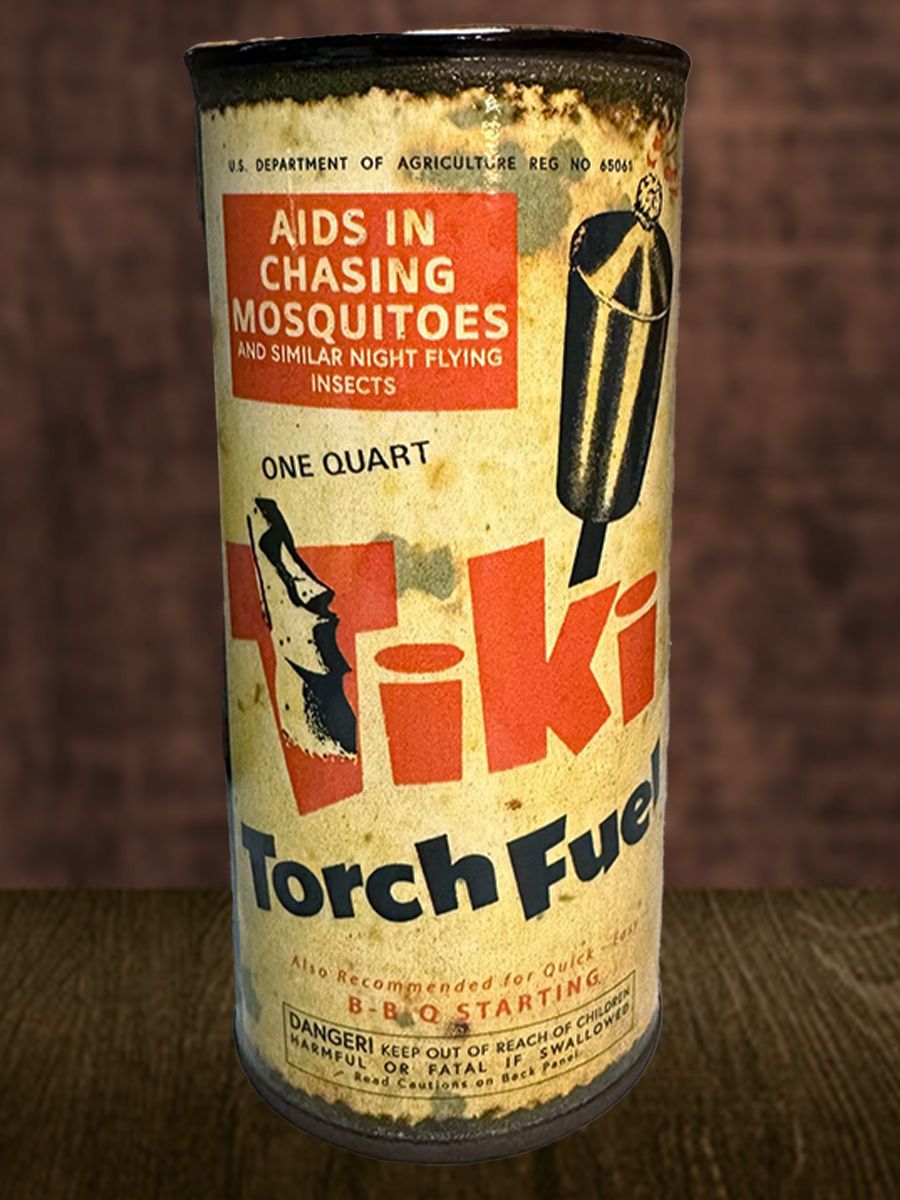 U.S. DEPARTMENT OF AGRICULTURE REG NO 65061
AIDS IN
CHASING
MOSQUITOES
AND SIMILAR NIGHT FLYING
INSECTS
ONE QUART
Tiki
Torch Fuel
Also Recommended for Quick - Easy
B-B-Q STARTING
DANGER! KEEP OUT OF REACH OF CHILDREN
HARMFUL OR FATAL IF SWALLOWED
Read Cautions on Back Panel